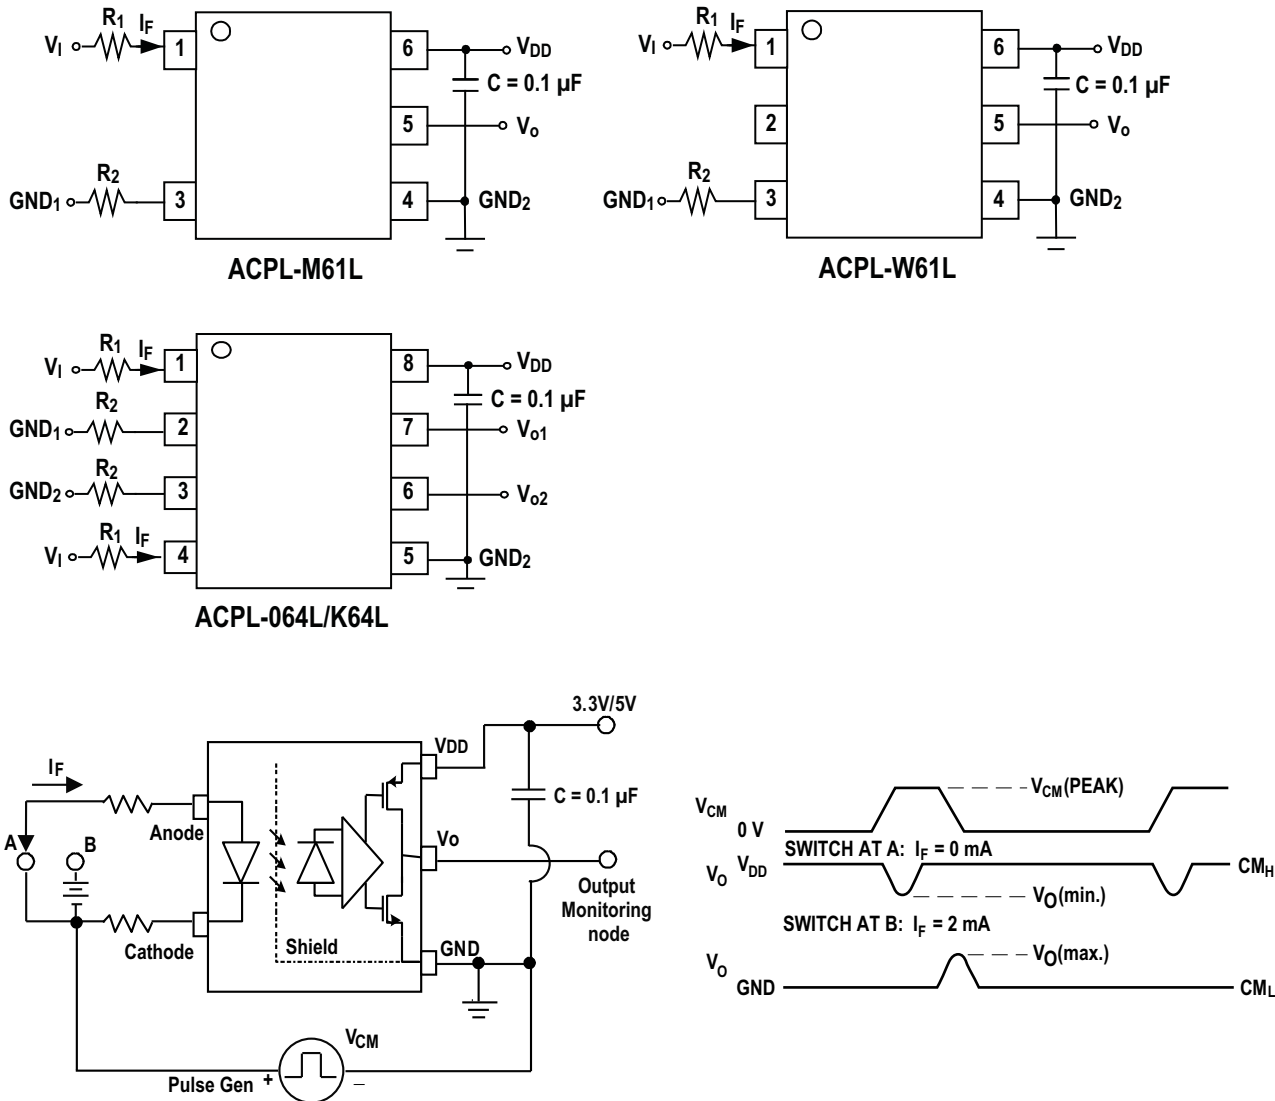 R1 IF
VI 1 6 VDD
C = 0.1 µF
5 Vo
R2
GND1 3 4 GND2
ACPL-M61L
R1 IF
VI 1 6 VDD
C = 0.1 µF
2 5 Vo
R2
GND1 3 4 GND2
ACPL-W61L
R1 IF
VI 1 8 VDD
C = 0.1 µF
R2
GND1 2 7 Vo1
R2
GND2 3 6 Vo2
R1 IF
VI 4 5 GND2
ACPL-064L/K64L
3.3V/5V
VDD
IF
C = 0.1 µF
Anode
A B
Vo
Output
Monitoring
node
Cathode
Shield
GND
VCM
Pulse Gen + –
VCM(PEAK)
VCM 0 V
SWITCH AT A: IF = 0 mA
VO VDD CMH
VO(min.)
SWITCH AT B: IF = 2 mA
VO(max.)
VO GND CML